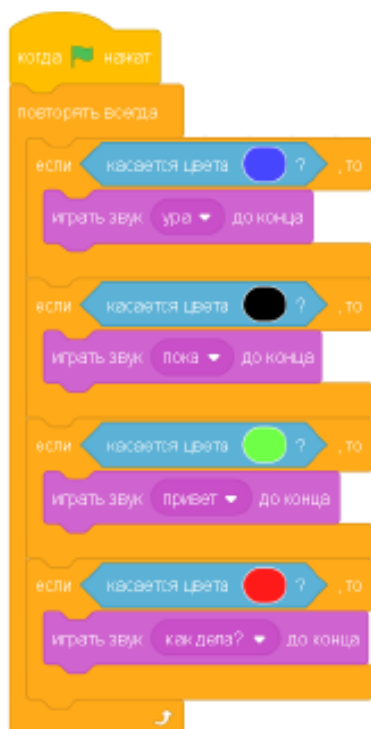 когда нажат
повторять всегда
если касается цвета ? , то
играть звук ура до конца
если касается цвета ? , то
играть звук пока до конца
если касается цвета ? , то
играть звук привет до конца
если касается цвета ? , то
играть звук как дела? до конца